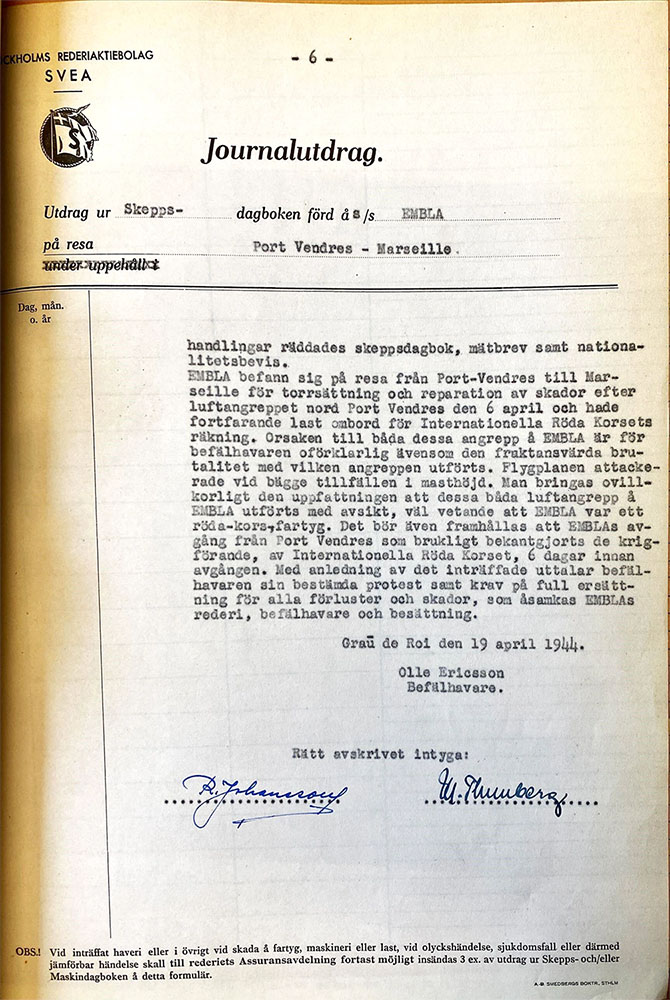 OCKHOLMS REDERIAKTIEBOLAG
SVEA
- 6 -
S
Journalutdrag.
Utdrag ur Skepps- dagboken förd å s/s EMBLA
på resa Port Vendres - Marseille.
under uppehåll i
Dag, mån.
o. år
handlingar räddades skeppsdagbok, mätbrev samt nationa-
litetsbevis.
EMBLA befann sig på resa från Port-Vendres till Mar-
seille för torrsättning och reparation av skador efter
luftangreppet nord Port Vendres den 6 april och hade
fortfarande last ombord för Internationella Röda Korsets
räkning. Orsaken till båda dessa angrepp å EMBLA är för
befälhavaren oförklarlig ävensom den fruktansvärda bru-
talitet med vilken angreppen utförts. Flygplanen attacke-
rade vid bägge tillfällen i masthöjd. Man bringas ovill-
korligt den uppfattningen att dessa båda luftangrepp å
EMBLA utförts med avsikt, väl vetande att EMBLA var ett
röda-kors-fartyg. Det bör även framhållas att EMBLAs av-
gång från Port Vendres som brukligt bekantgjorts de krig-
förande, av Internationella Röda Korset, 6 dagar innan
avgången. Med anledning av det inträffade uttalar befäl-
havaren sin bestämda protest samt krav på full ersätt-
ning för alla förluster och skador, som åsamkas EMBLAs
rederi, befälhavare och besättning.
Graü de Roi den 19 april 1944.
Olle Ericsson
Befälhavare.
Rätt avskrivet intyga:
R. Johansson M. Thunberg
OBS.! Vid inträffat haveri eller i övrigt vid skada å fartyg, maskineri eller last, vid olyckshändelse, sjukdomsfall eller därmed
jämförbar händelse skall till rederiets Assuransavdelning fortast möjligt insändas 3 ex. av utdrag ur Skepps- och/eller
Maskindagboken å detta formulär.
A.-B. SVEDBERGS BOKTR., STHLM